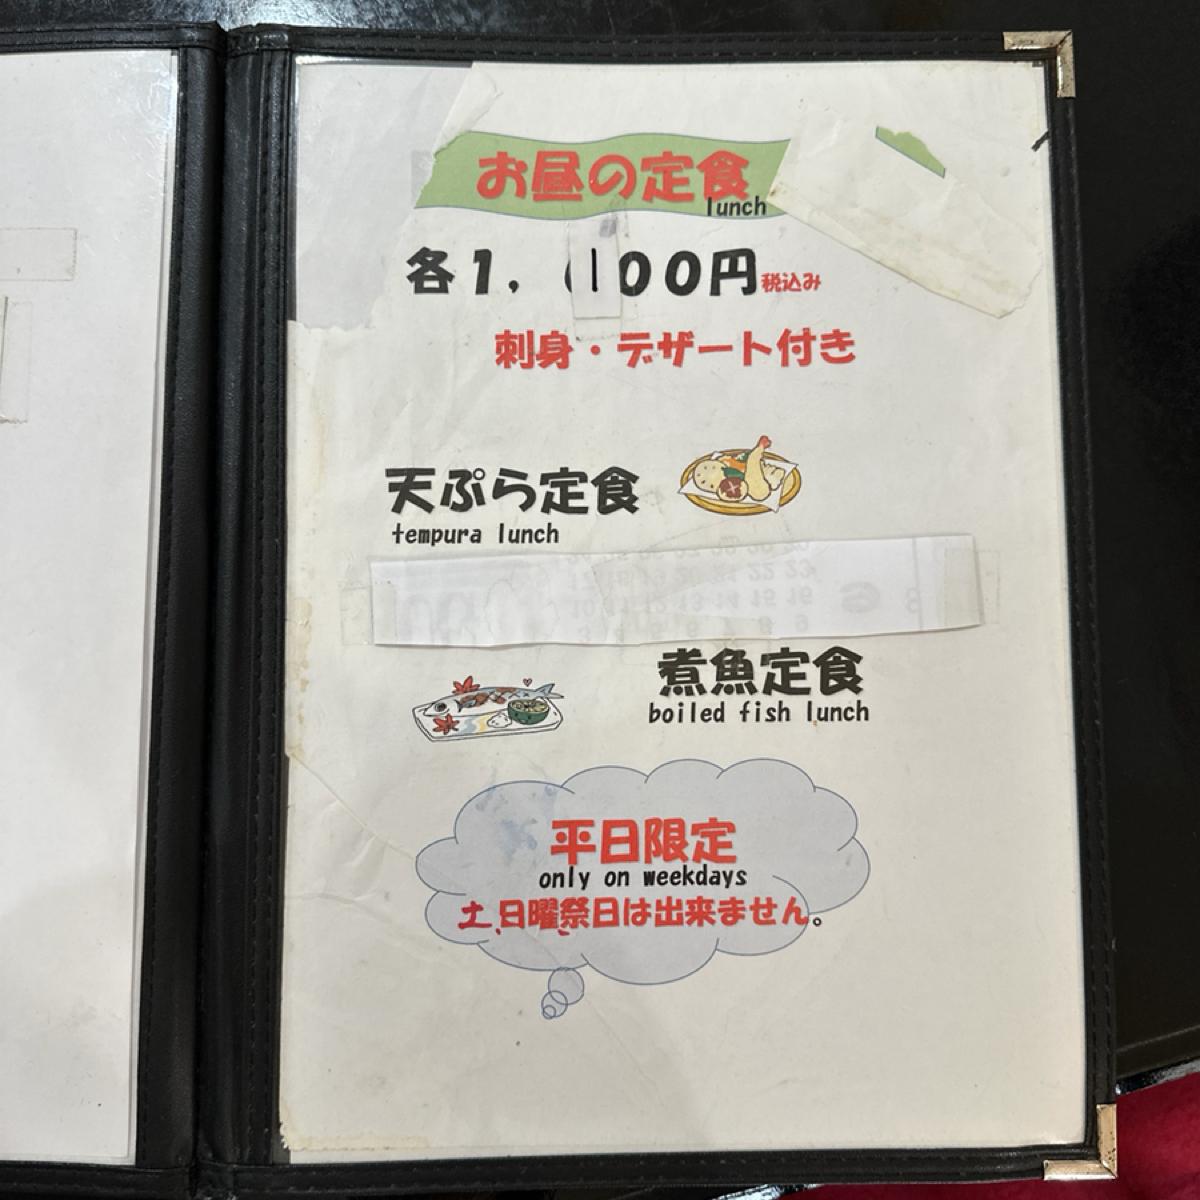 お昼の定食
lunch
各1,100円税込み
刺身・デザート付き
天ぷら定食
tempura lunch
煮魚定食
boiled fish lunch
平日限定
only on weekdays
土、日曜祭日は出来ません。